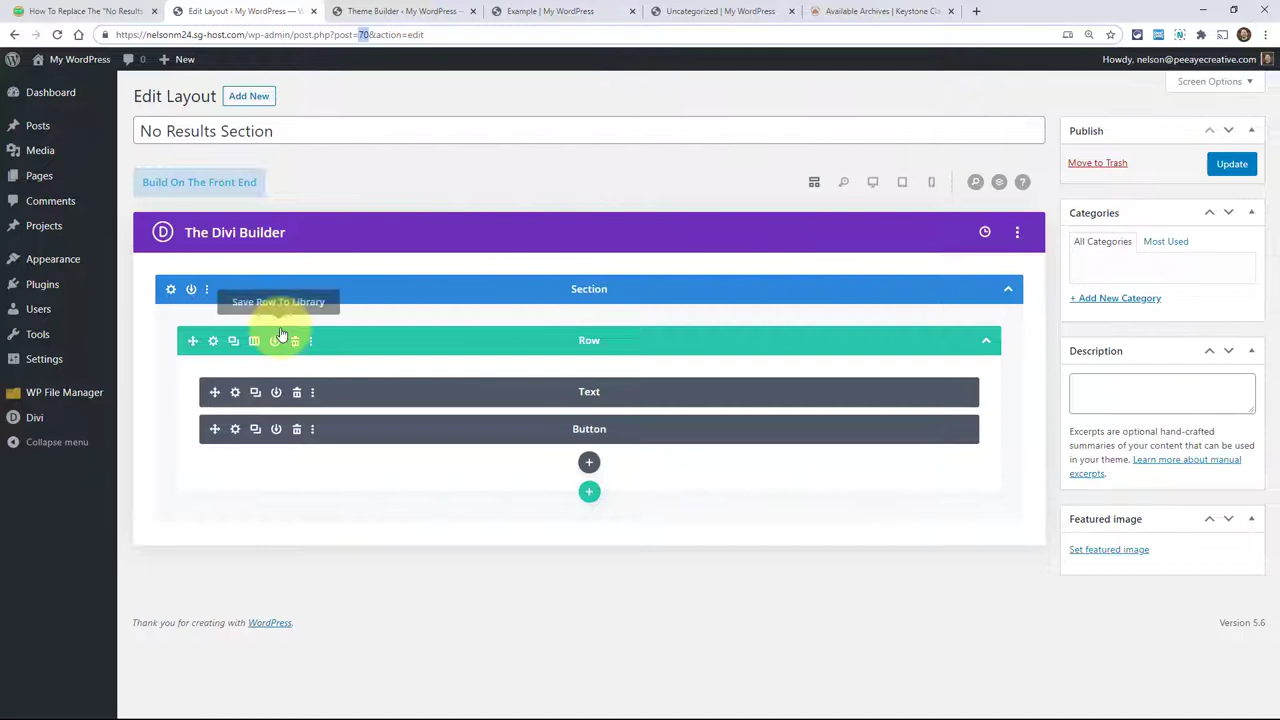 How To Replace The "No Results
Edit Layout ‹ My WordPress —
Theme Builder ‹ My WordPress —
Example | My WordPress
Uncategorized | My WordPress
Available Archives | Keystone Cl
https://nelsonm24.sg-host.com/wp-admin/post.php?post=70&action=edit
My WordPress
0
New
Howdy, nelson@peeayecreative.com
Screen Options
Dashboard
Posts
Media
Pages
Comments
Projects
Appearance
Plugins
Users
Tools
Settings
WP File Manager
Divi
Collapse menu
Edit Layout
Add New
No Results Section
Build On The Front End
D
The Divi Builder
Section
Save Row To Library
Row
Text
Button
Publish
Move to Trash
Update
Categories
All Categories
Most Used
+ Add New Category
Description
Excerpts are optional hand-crafted
summaries of your content that can be used
in your theme. Learn more about manual
excerpts.
Featured image
Set featured image
Thank you for creating with WordPress.
Version 5.6